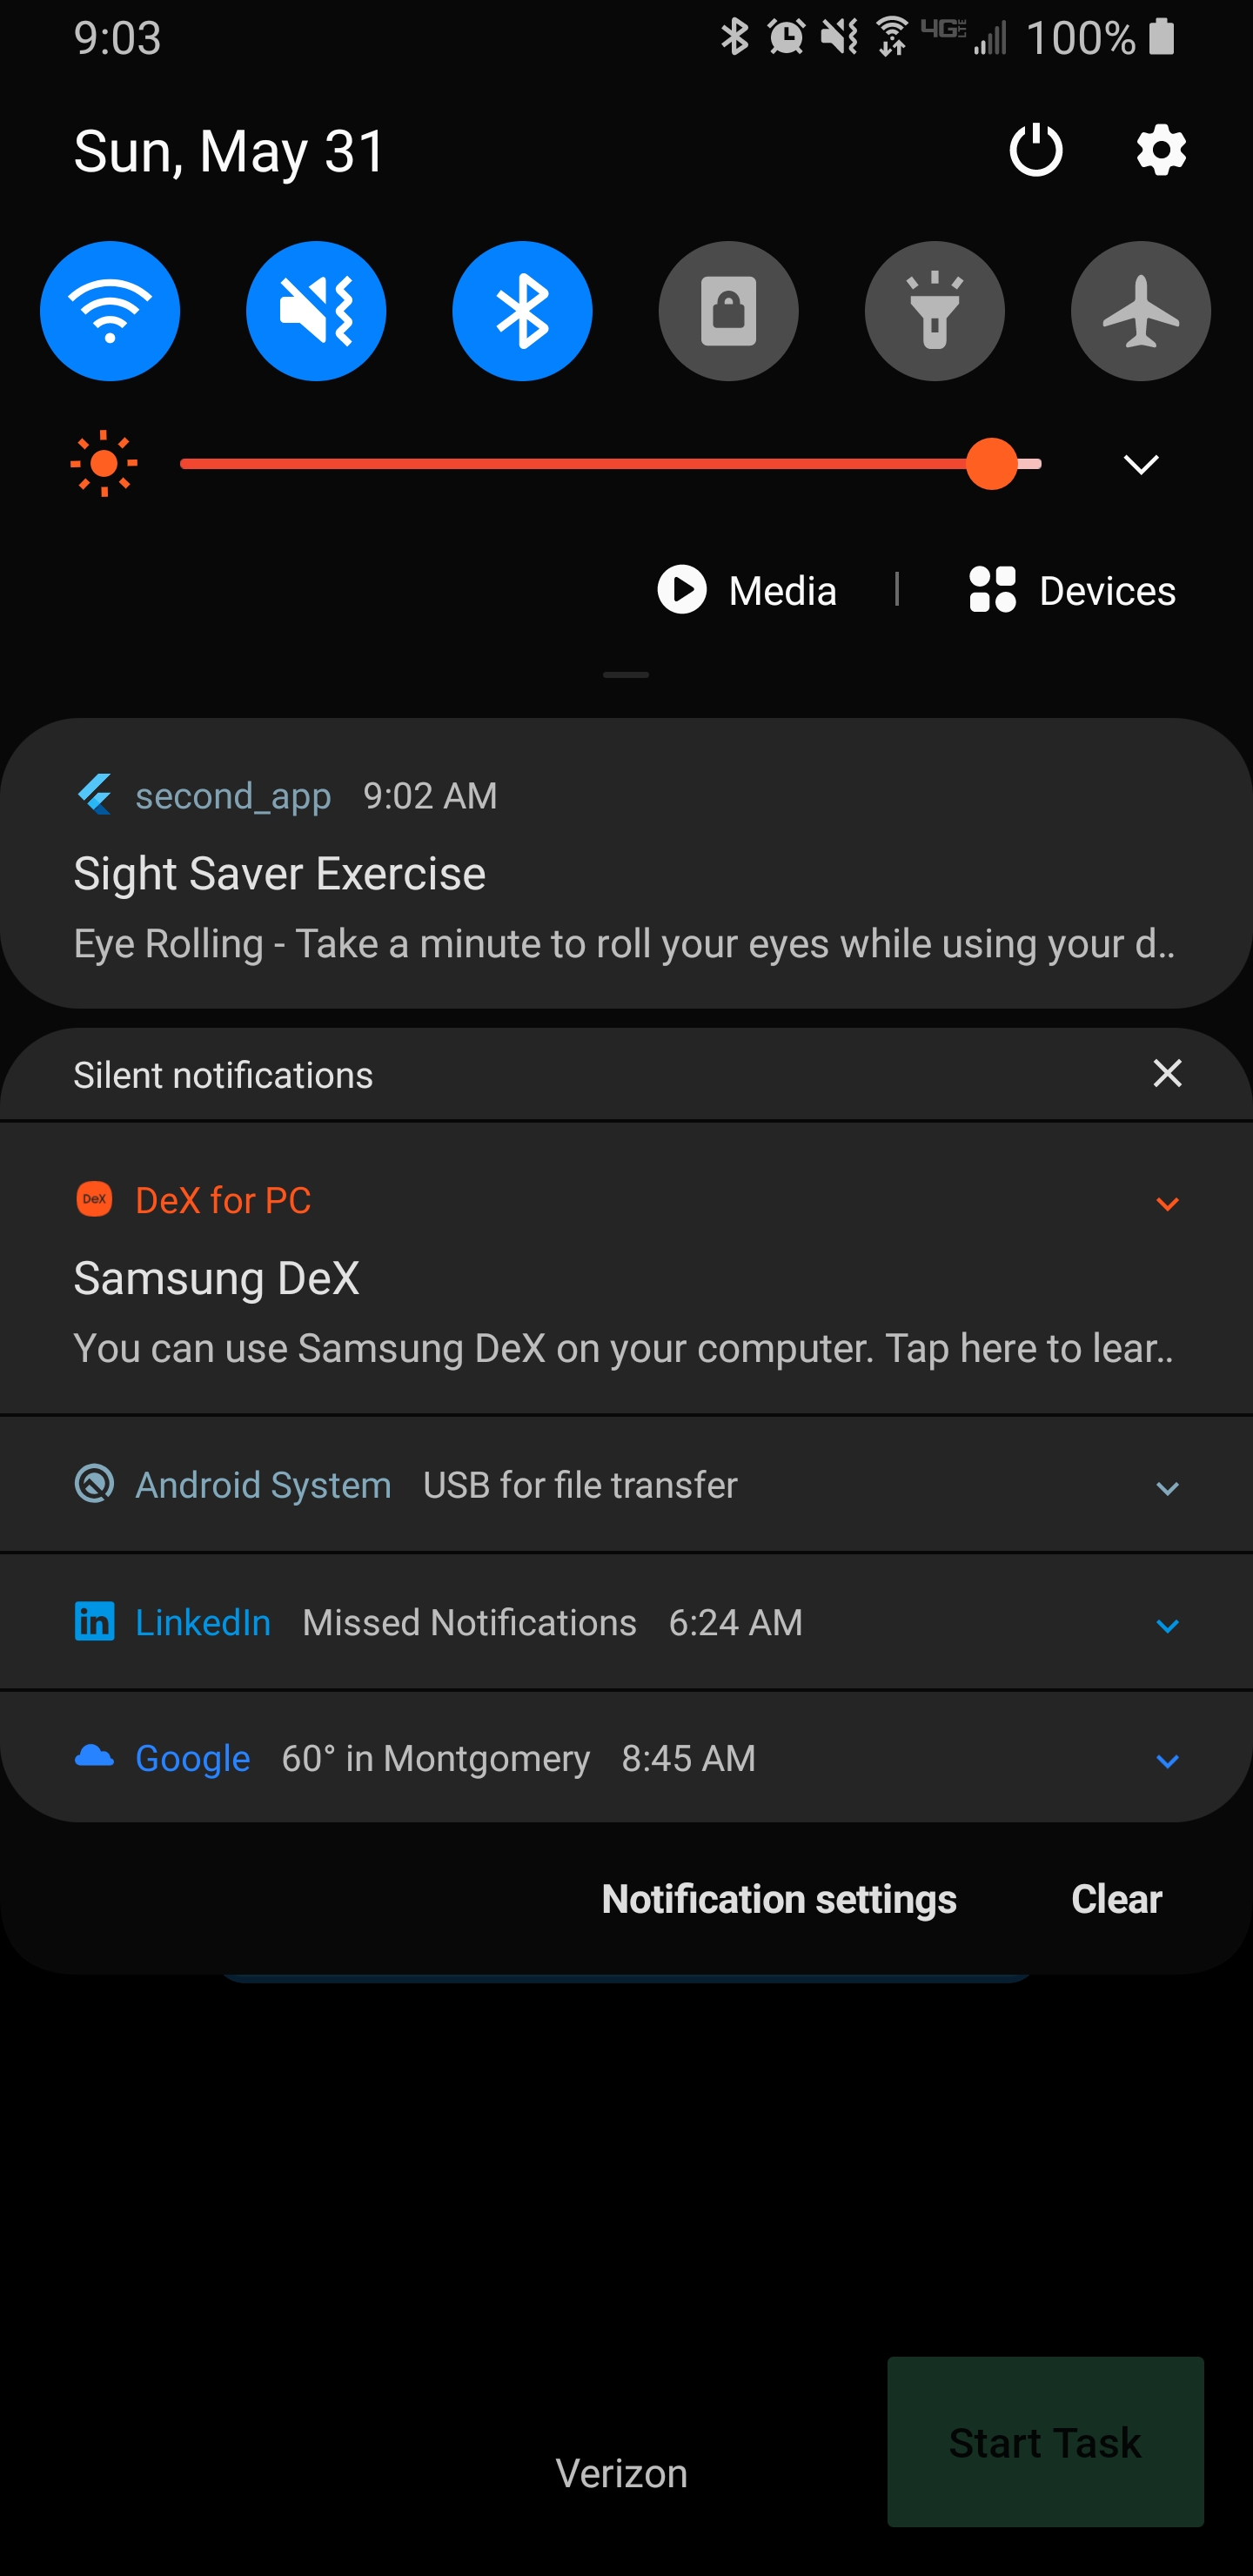 9:03 4G LTE 100%
Sun, May 31
Media | Devices
second_app 9:02 AM
Sight Saver Exercise
Eye Rolling - Take a minute to roll your eyes while using your d..
Silent notifications
DeX DeX for PC
Samsung DeX
You can use Samsung DeX on your computer. Tap here to lear..
Android System USB for file transfer
in LinkedIn Missed Notifications 6:24 AM
Google 60° in Montgomery 8:45 AM
Notification settings Clear
Start Task
Verizon